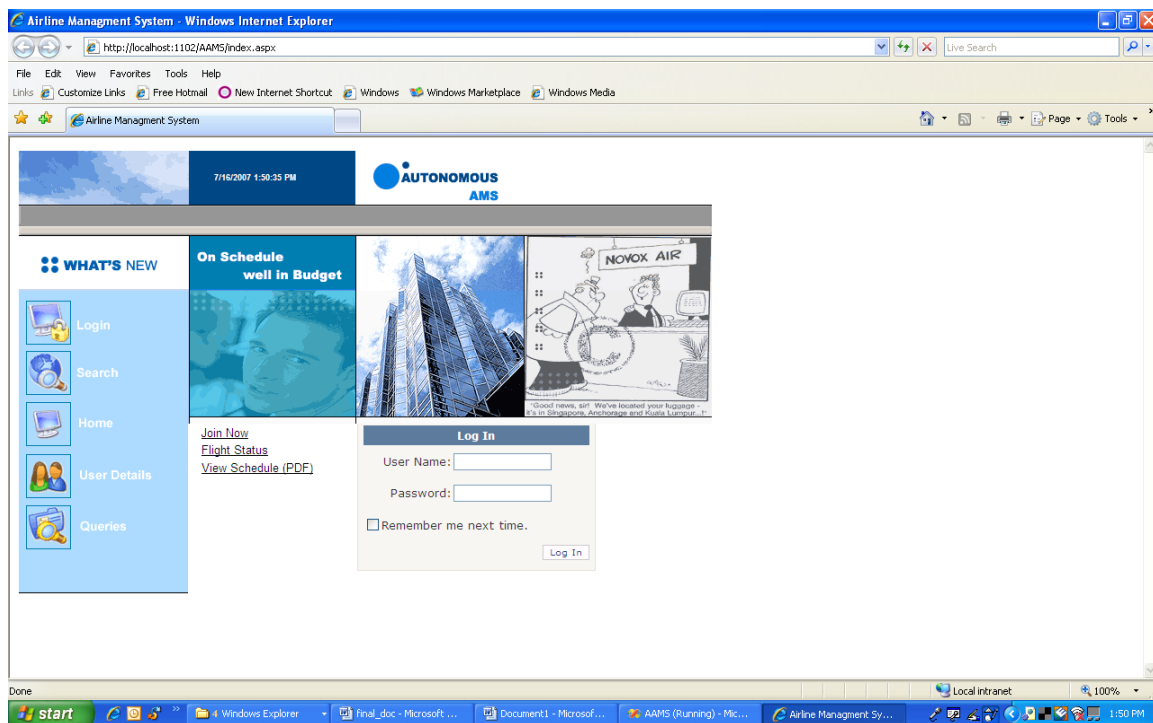 Airline Managment System - Windows Internet Explorer
http://localhost:1102/AAMS/index.aspx
Live Search
File Edit View Favorites Tools Help
Links Customize Links Free Hotmail New Internet Shortcut Windows Windows Marketplace Windows Media
Airline Managment System
Page Tools
7/16/2007 1:50:35 PM
AUTONOMOUS
AMS
WHAT'S NEW
On Schedule
well in Budget
NOVOX AIR
C
"Good news, sir! We've located your luggage -
it's in Singapore, Anchorage and Kuala Lumpur...!"
Login
Search
Home
User Details
Queries
Join Now
Flight Status
View Schedule (PDF)
Log In
User Name:
Password:
Remember me next time.
Log In
Done
Local intranet
100%
start
4 Windows Explorer
final_doc - Microsoft ...
Document1 - Microsof...
AAMS (Running) - Mic...
Airline Managment Sy...
1:50 PM